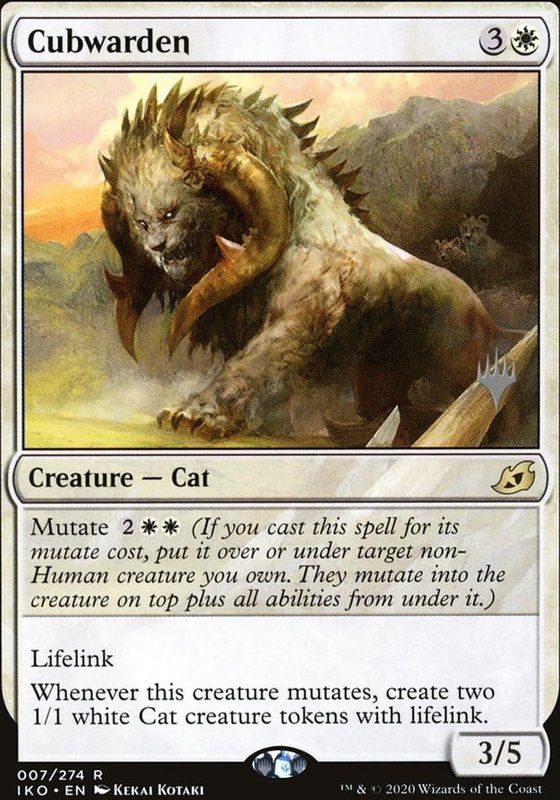 Cubwarden 3
Creature — Cat
Mutate 2 (If you cast this spell for its
mutate cost, put it over or under target non-
Human creature you own. They mutate into the
creature on top plus all abilities from under it.)
Lifelink
Whenever this creature mutates, create two
1/1 white Cat creature tokens with lifelink.
3/5
007/274 R
IKO • EN Kekai Kotaki ™ & © 2020 Wizards of the Coast